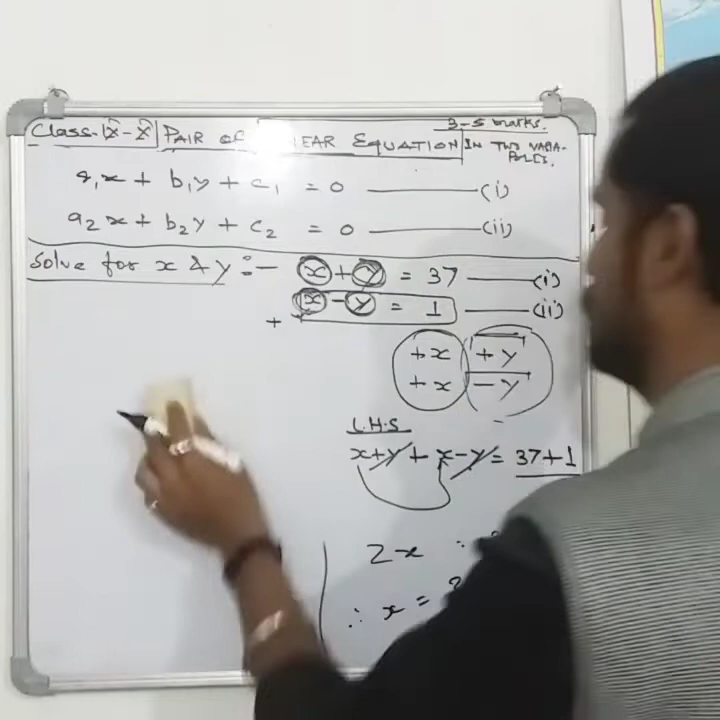 Class-IX-X PAIR OF LINEAR EQUATION IN TWO VARIABLES. 3-5 marks.
a₁x + b₁y + c₁ = 0 ——— (i)
a₂x + b₂y + c₂ = 0 ——— (ii)
Solve for x & y :- x + y = 37 ——— (i)
+ x - y = 1 ——— (ii)
+x +y
+x -y
L.H.S
x+y + x-y = 37+1
2x
∴ x =